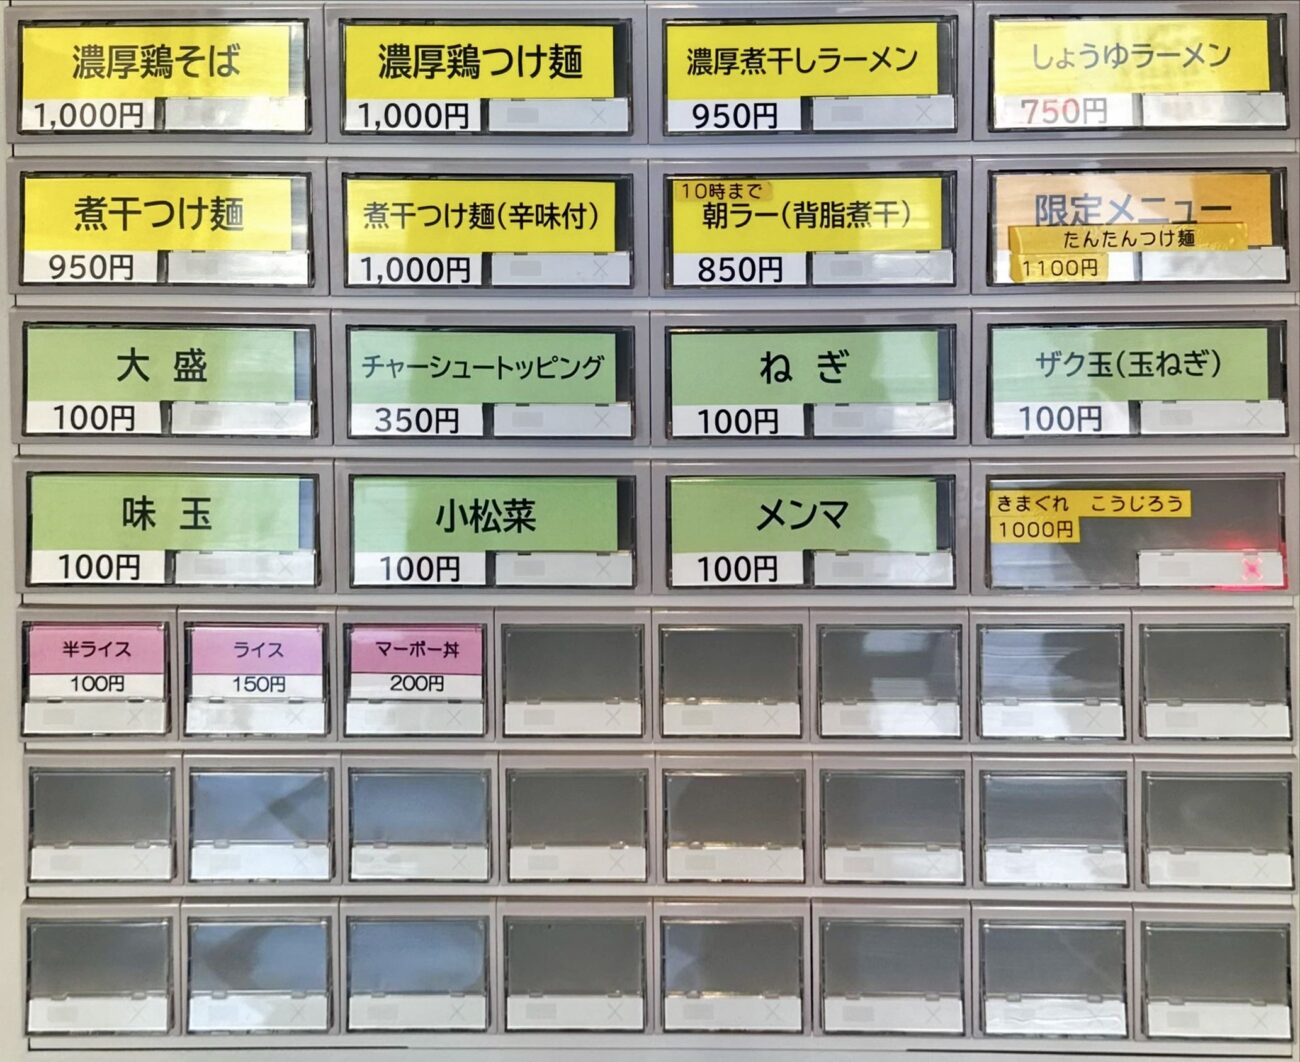 濃厚鶏そば
1,000円
濃厚鶏つけ麺
1,000円
濃厚煮干しラーメン
950円
しょうゆラーメン
750円
煮干つけ麺
950円
煮干つけ麺(辛味付)
1,000円
10時まで
朝ラー(背脂煮干)
850円
限定メニュー
たんたんつけ麺
1100円
大盛
100円
チャーシュートッピング
350円
ねぎ
100円
ザク玉(玉ねぎ)
100円
味玉
100円
小松菜
100円
メンマ
100円
きまぐれ こうじろう
1000円
半ライス
100円
ライス
150円
マーボー丼
200円